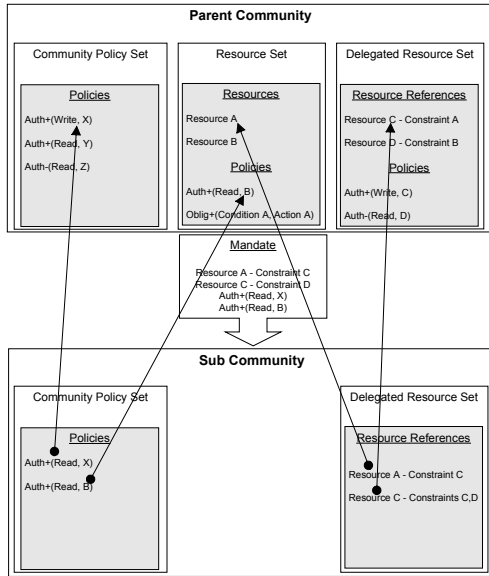 Parent Community
Community Policy Set
Policies
Auth+(Write, X)
Auth+(Read, Y)
Auth-(Read, Z)
Resource Set
Resources
Resource A
Resource B
Policies
Auth+(Read, B)
Oblig+(Condition A, Action A)
Delegated Resource Set
Resource References
Resource C - Constraint A
Resource D - Constraint B
Policies
Auth+(Write, C)
Auth-(Read, D)
Mandate
Resource A - Constraint C
Resource C - Constraint D
Auth+(Read, X)
Auth+(Read, B)
Sub Community
Community Policy Set
Policies
Auth+(Read, X)
Auth+(Read, B)
Delegated Resource Set
Resource References
Resource A - Constraint C
Resource C - Constraints C,D